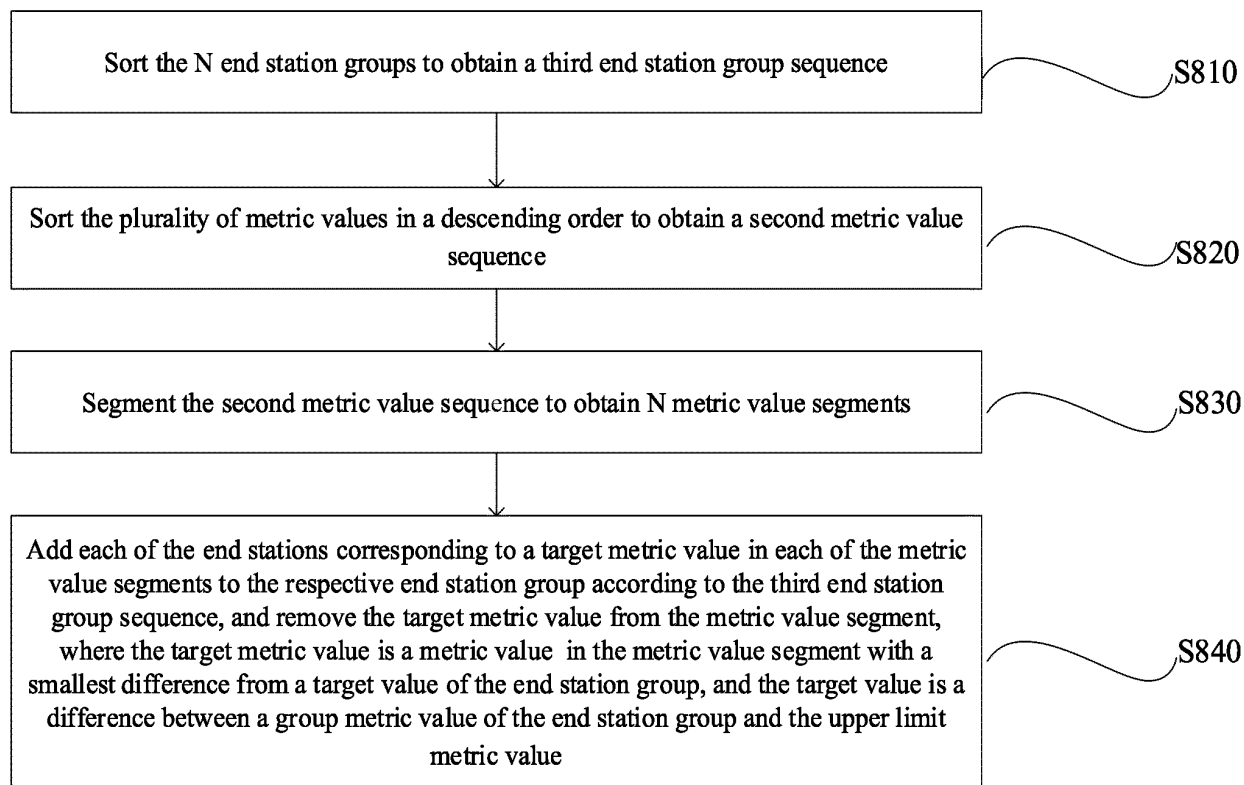 Sort the N end station groups to obtain a third end station group sequence
S810
Sort the plurality of metric values in a descending order to obtain a second metric value
sequence
S820
Segment the second metric value sequence to obtain N metric value segments
S830
Add each of the end stations corresponding to a target metric value in each of the metric
value segments to the respective end station group according to the third end station
group sequence, and remove the target metric value from the metric value segment,
where the target metric value is a metric value in the metric value segment with a
smallest difference from a target value of the end station group, and the target value is a
difference between a group metric value of the end station group and the upper limit
metric value
S840